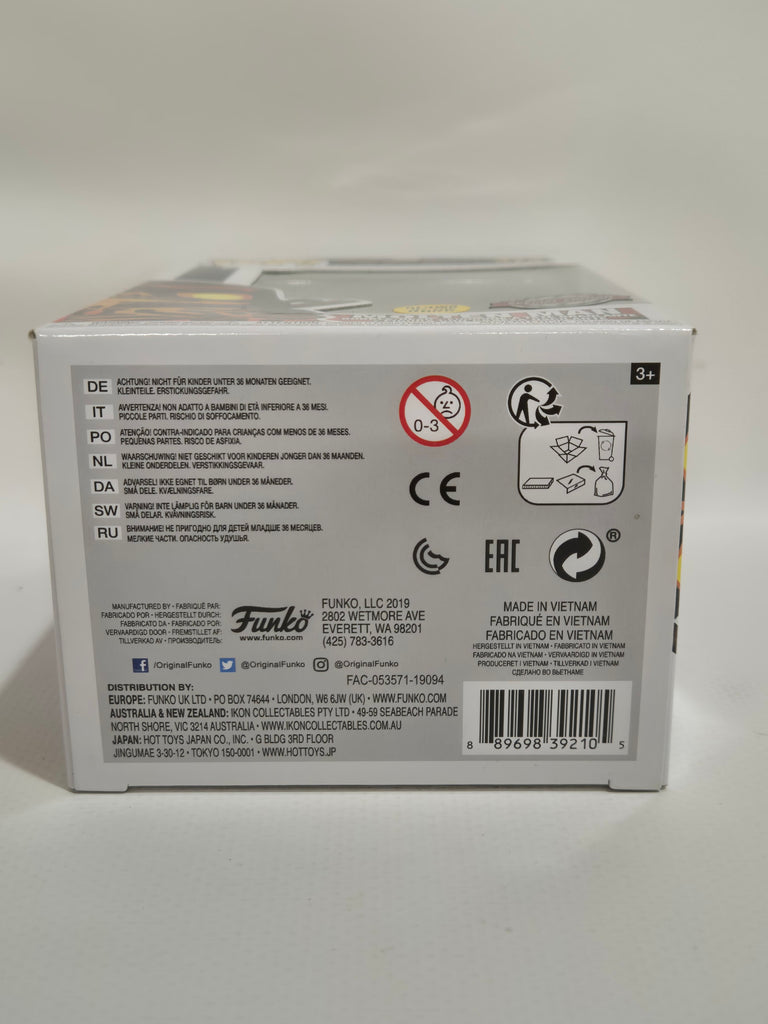 3+
DE ACHTUNG! NICHT FÜR KINDER UNTER 36 MONATEN GEEIGNET.
KLEINTEILE. ERSTICKUNGSGEFAHR.
IT AVVERTENZA! NON ADATTO A BAMBINI DI ETÀ INFERIORE A 36 MESI.
PICCOLE PARTI. RISCHIO DI SOFFOCAMENTO.
PO ATENÇÃO! CONTRA-INDICADO PARA CRIANÇAS COM MENOS DE 36 MESES.
PEQUENAS PARTES. RISCO DE ASFIXIA.
NL WAARSCHUWING! NIET GESCHIKT VOOR KINDEREN JONGER DAN 36 MAANDEN.
KLEINE ONDERDELEN. VERSTIKKINGSGEVAAR.
DA ADVARSEL! IKKE EGNET TIL BØRN UNDER 36 MÅNEDER.
SMÅ DELE. KVÆLNINGSFARE.
SW VARNING! INTE LÄMPLIG FÖR BARN UNDER 36 MÅNADER.
SMÅ DELAR. KVÄVNINGSRISK.
RU ВНИМАНИЕ! НЕ ПРИГОДНО ДЛЯ ДЕТЕЙ МЛАДШЕ 36 МЕСЯЦЕВ.
МЕЛКИЕ ЧАСТИ. ОПАСНОСТЬ УДУШЬЯ.
0-3
CE
EAC
®
MANUFACTURED BY • FABRIQUÉ PAR:
FABRICADO POR • HERGESTELLT DURCH:
FABBRICATO DA • FABRICADO POR:
VERVAARDIGD DOOR • FREMSTILLET AF:
TILLVERKAD AV • ПРОИЗВОДИТЕЛЬ:
Funko
www.funko.com
FUNKO, LLC 2019
2802 WETMORE AVE
EVERETT, WA 98201
(425) 783-3616
/OriginalFunko @OriginalFunko @OriginalFunko
FAC-053571-19094
DISTRIBUTION BY:
EUROPE: FUNKO UK LTD • PO BOX 74644 • LONDON, W6 6JW (UK) • WWW.FUNKO.COM
AUSTRALIA & NEW ZEALAND: IKON COLLECTABLES PTY LTD • 49-59 SEABEACH PARADE
NORTH SHORE, VIC 3214 AUSTRALIA • WWW.IKONCOLLECTABLES.COM.AU
JAPAN: HOT TOYS JAPAN CO., INC. • G BLDG 3RD FLOOR
JINGUMAE 3-30-12 • TOKYO 150-0001 • WWW.HOTTOYS.JP
MADE IN VIETNAM
FABRIQUÉ EN VIETNAM
FABRICADO EN VIETNAM
HERGESTELLT IN VIETNAM • FABBRICATO IN VIETNAM
FABRICADO NA VIETNAM • VERVAARDIGD IN VIETNAM
PRODUCERET I VIETNAM • TILLVERKAD I VIETNAM
СДЕЛАНО ВО ВЬЕТНАМЕ
8 89698 39210 5